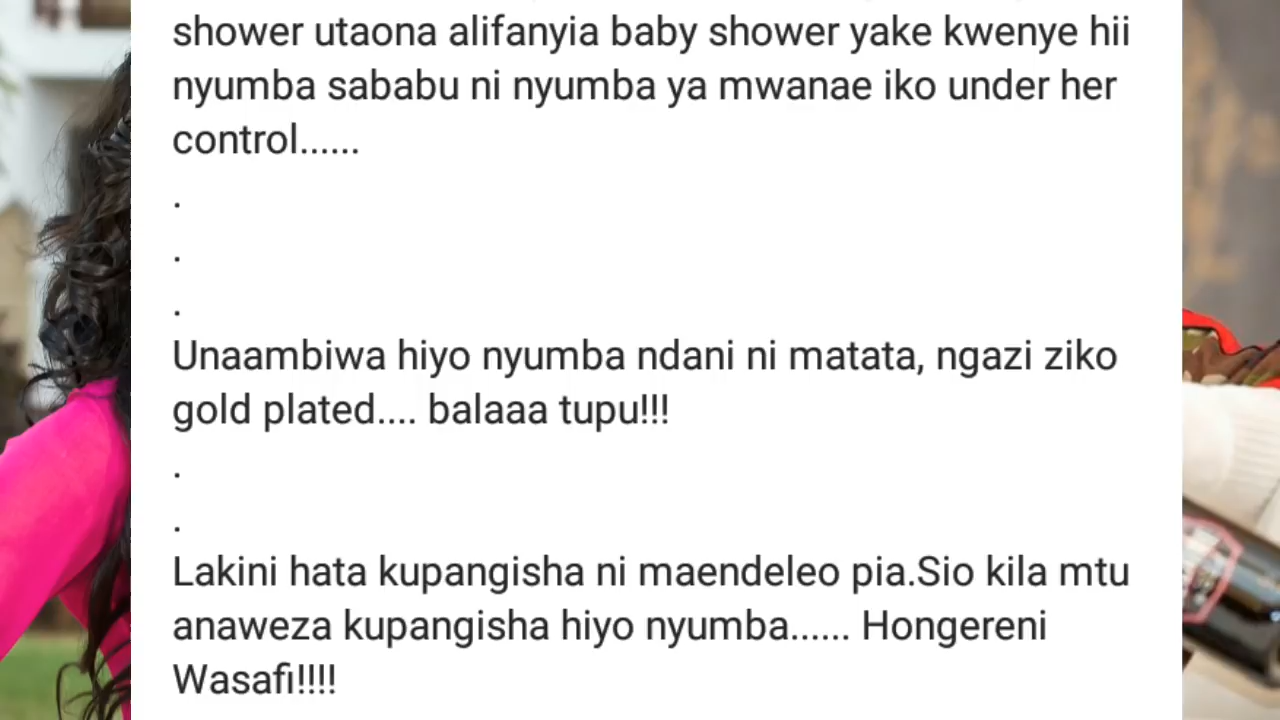 shower utaona alifanyia baby shower yake kwenye hii
nyumba sababu ni nyumba ya mwanae iko under her
control......
.
.
.
Unaambiwa hiyo nyumba ndani ni matata, ngazi ziko
gold plated.... balaaa tupu!!!
.
.
Lakini hata kupangisha ni maendeleo pia.Sio kila mtu
anaweza kupangisha hiyo nyumba...... Hongereni
Wasafi!!!!